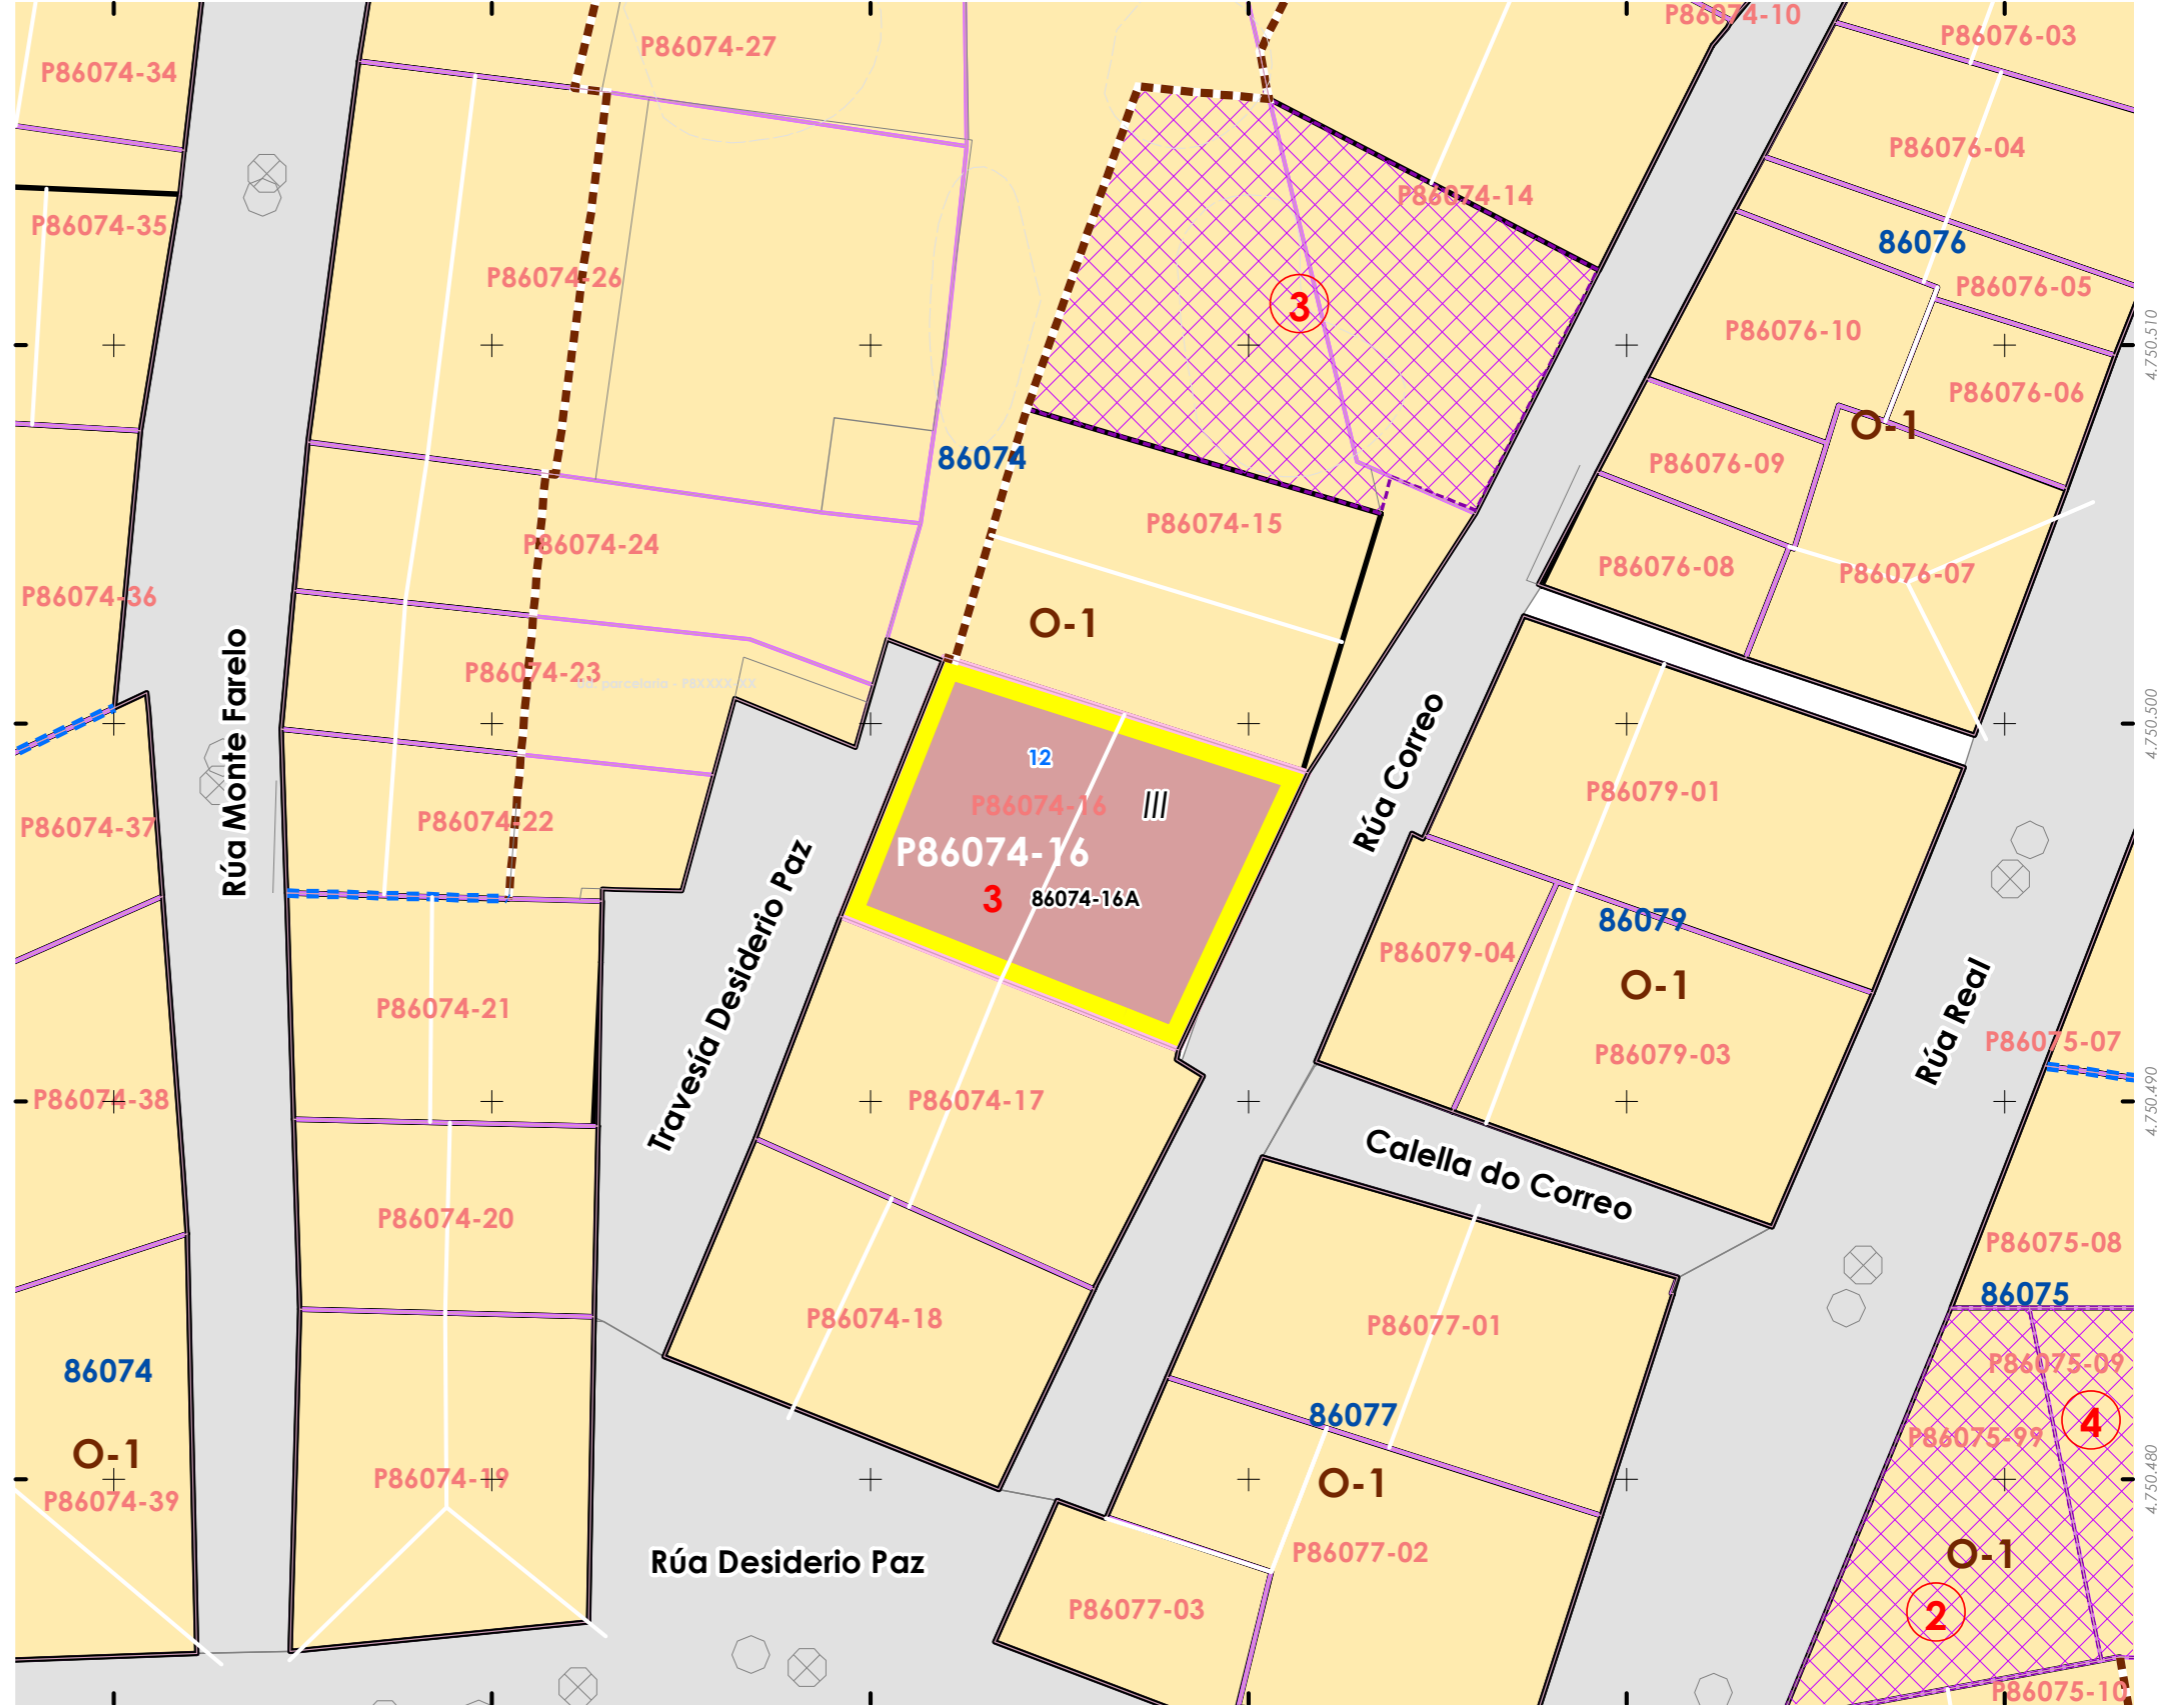 P86074-10
P86076-03
P86074-27
P86074-34
P86076-04
P86074-14
P86074-35
86076
P86074-26
P86076-05
3
P86076-10
4.750.510
P86076-06
O-1
86074
P86076-09
P86074-15
P86074-24
P86076-08
P86076-07
P86074-36
O-1
P86074-23
Rúa Monte Farelo
Rúa Correo
4.750.500
12
P86074-16
III
P86079-01
P86074-22
P86074-37
P86074-16
3
86074-16A
86079
P86079-04
O-1
Travesía Desiderio Paz
P86074-21
Rúa Real
P86075-07
P86079-03
P86074-38
P86074-17
4.750.490
Calella do Correo
P86074-20
P86075-08
86075
P86074-18
P86077-01
P86075-09
86074
86077
4
P86075-99
O-1
P86074-19
O-1
4.750.480
P86074-39
Rúa Desiderio Paz
P86077-02
O-1
P86077-03
2
P86075-10